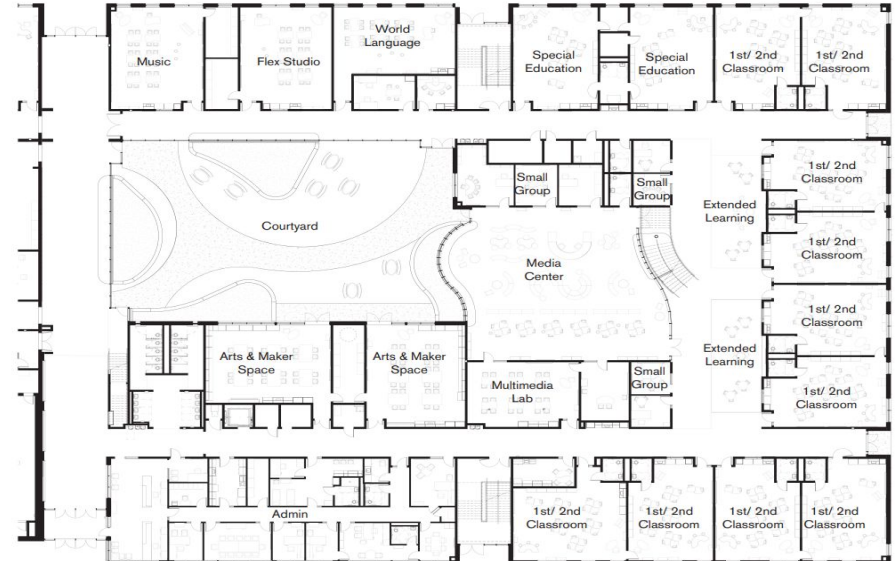 World
Language
Music
Flex Studio
Special
Education
Special
Education
1st/ 2nd
Classroom
1st/ 2nd
Classroom
Small
Group
Small
Group
1st/ 2nd
Classroom
Extended
Learning
Courtyard
1st/ 2nd
Classroom
Media
Center
1st/ 2nd
Classroom
Arts & Maker
Space
Arts & Maker
Space
Extended
Learning
Multimedia
Lab
Small
Group
1st/ 2nd
Classroom
Admin
1st/ 2nd
Classroom
1st/ 2nd
Classroom
1st/ 2nd
Classroom
1st/ 2nd
Classroom